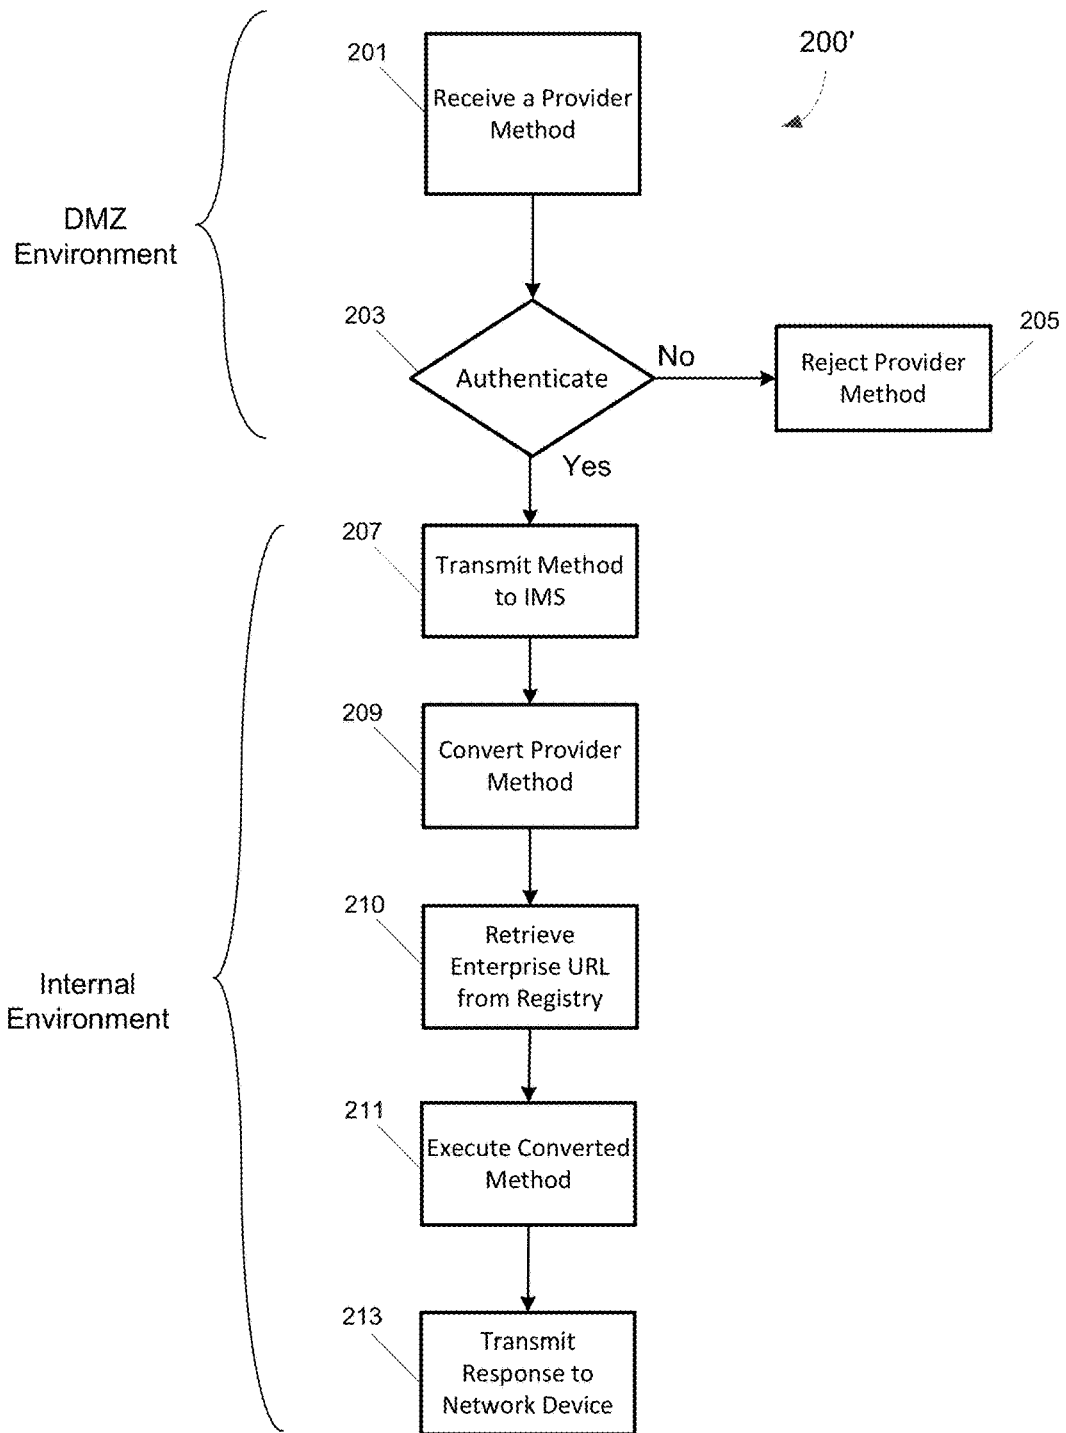 200'
201
Receive a Provider
Method
DMZ
Environment
203
Authenticate
No
205
Reject Provider
Method
Yes
207
Transmit Method
to IMS
209
Convert Provider
Method
210
Retrieve
Enterprise URL
from Registry
Internal
Environment
211
Execute Converted
Method
213
Transmit
Response to
Network Device